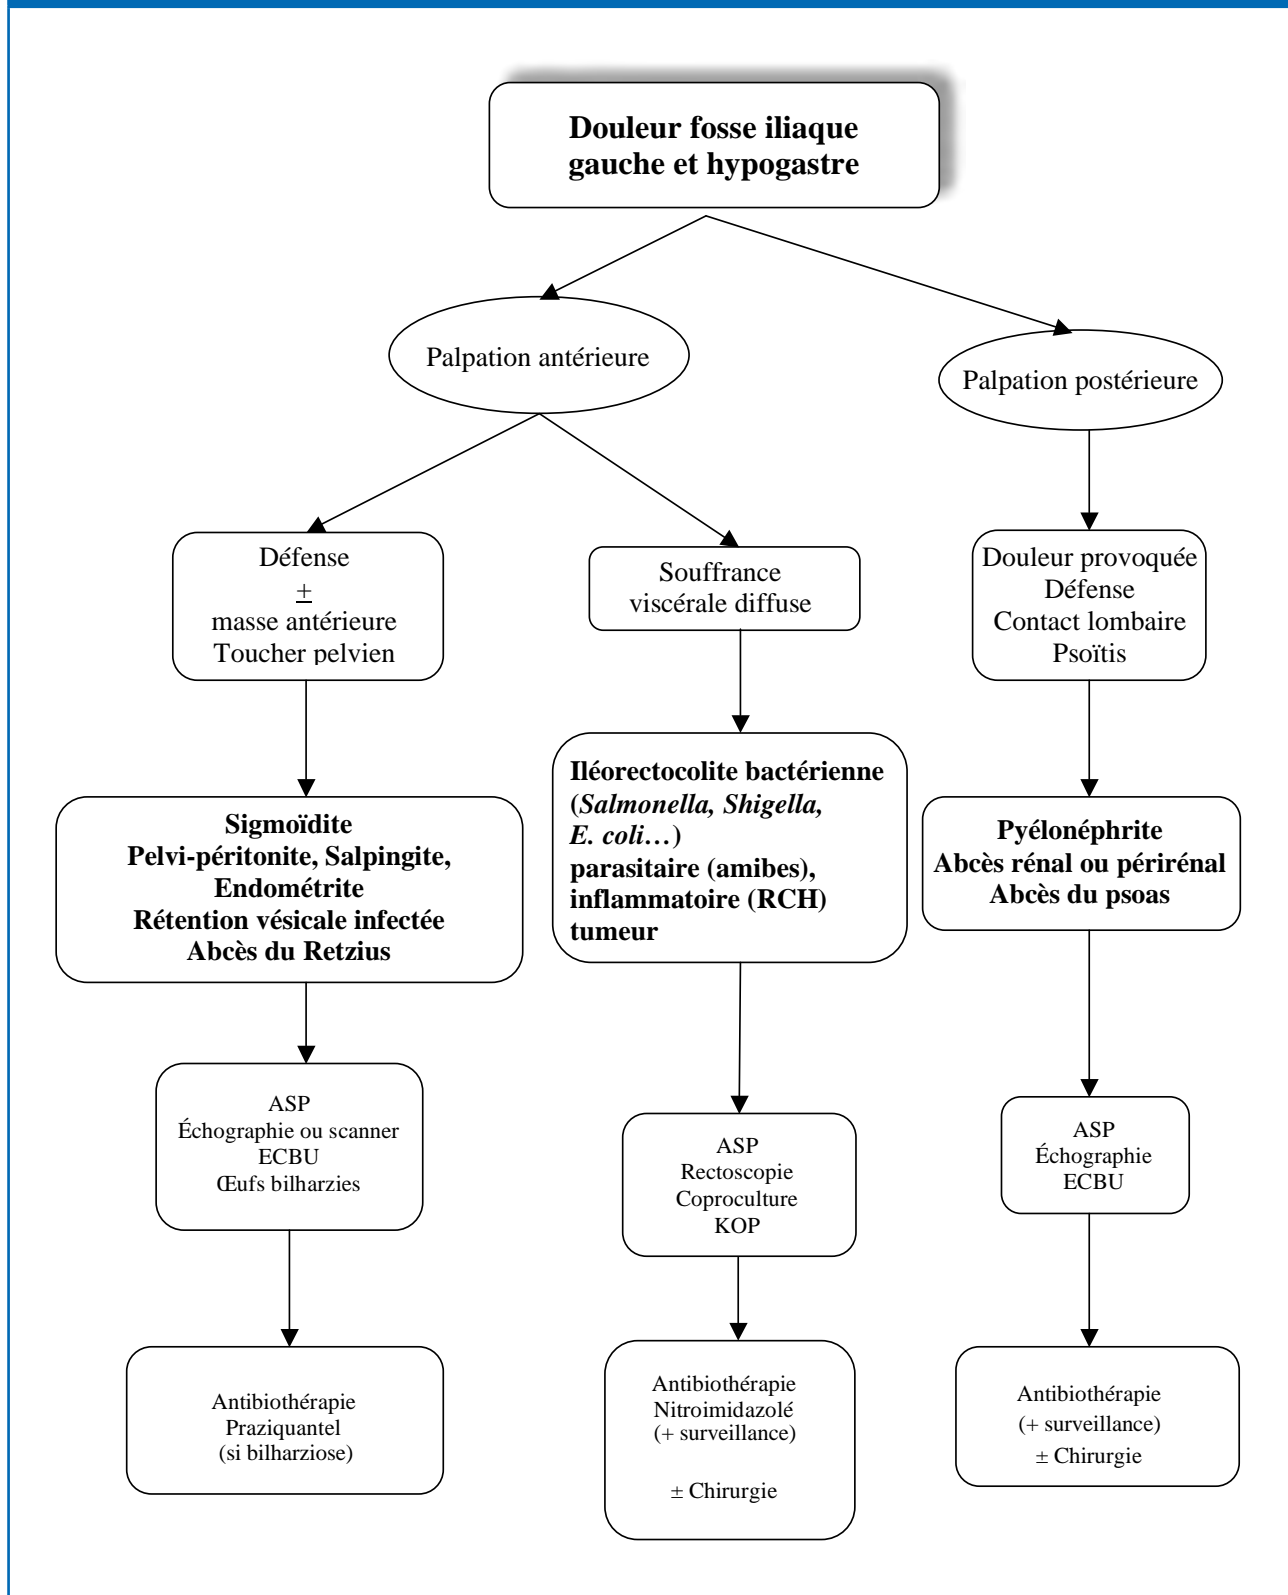 Douleur fosse iliaque
gauche et hypogastre
Palpation antérieure
Palpation postérieure
Défense
±
masse antérieure
Toucher pelvien
Souffrance
viscérale diffuse
Douleur provoquée
Défense
Contact lombaire
Psoïtis
Sigmoïdite
Pelvi-péritonite, Salpingite,
Endométrite
Rétention vésicale infectée
Abcès du Retzius
Iléorectocolite bactérienne
(Salmonella, Shigella,
E. coli…)
parasitaire (amibes),
inflammatoire (RCH)
tumeur
Pyélonéphrite
Abcès rénal ou périrénal
Abcès du psoas
ASP
Échographie ou scanner
ECBU
Œufs bilharzies
ASP
Rectoscopie
Coproculture
KOP
ASP
Échographie
ECBU
Antibiothérapie
Praziquantel
(si bilharziose)
Antibiothérapie
Nitroimidazolé
(+ surveillance)
± Chirurgie
Antibiothérapie
(+ surveillance)
± Chirurgie